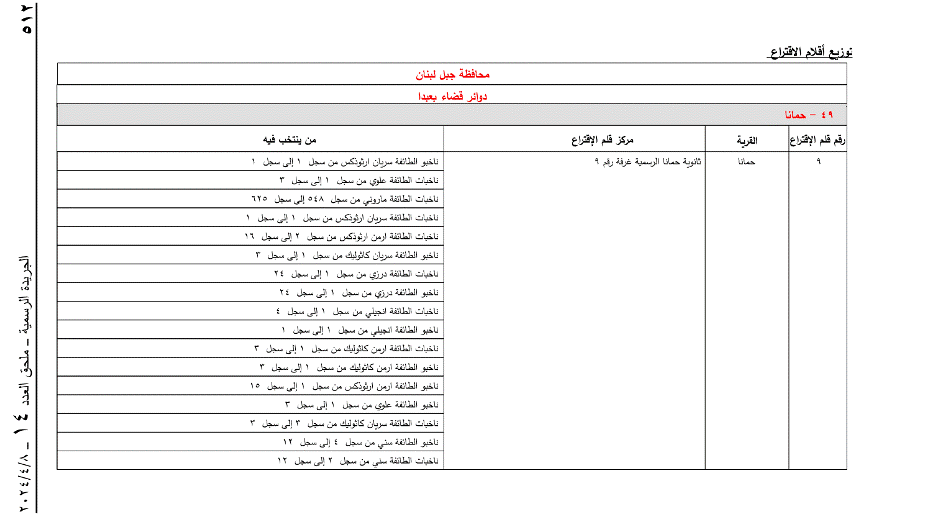 ٥١٢
الجريدة الرسمية – ملحق العدد ١٤ – ٢٠٢٤/٤/٨
توزيع أقلام الاقتراع
محافظة جبل لبنان
دوائر قضاء بعبدا
٤٩ - حمانا
رقم قلم الإقتراع القرية مركز قلم الإقتراع من ينتخب فيه
٩ حمانا ثانوية حمانا الرسمية غرفة رقم ٩ ناخبو الطائفة سريان ارثوذكس من سجل ١ إلى سجل ١
ناخبات الطائفة علوي من سجل ١ إلى سجل ٣
ناخبات الطائفة ماروني من سجل ٥٤٨ إلى سجل ٦٢٥
ناخبات الطائفة سريان ارثوذكس من سجل ١ إلى سجل ١
ناخبات الطائفة ارمن ارثوذكس من سجل ٢ إلى سجل ١٦
ناخبو الطائفة سريان كاثوليك من سجل ١ إلى سجل ٣
ناخبات الطائفة درزي من سجل ١ إلى سجل ٢٤
ناخبو الطائفة درزي من سجل ١ إلى سجل ٢٤
ناخبات الطائفة انجيلي من سجل ١ إلى سجل ٤
ناخبو الطائفة انجيلي من سجل ١ إلى سجل ١
ناخبات الطائفة ارمن كاثوليك من سجل ١ إلى سجل ٣
ناخبو الطائفة ارمن كاثوليك من سجل ١ إلى سجل ٣
ناخبو الطائفة ارمن ارثوذكس من سجل ١ إلى سجل ١٥
ناخبو الطائفة علوي من سجل ١ إلى سجل ٣
ناخبات الطائفة سريان كاثوليك من سجل ٣ إلى سجل ٣
ناخبو الطائفة سني من سجل ٤ إلى سجل ١٢
ناخبات الطائفة سني من سجل ٢ إلى سجل ١٢